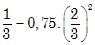 1/3 − 0,75.(2/3)²